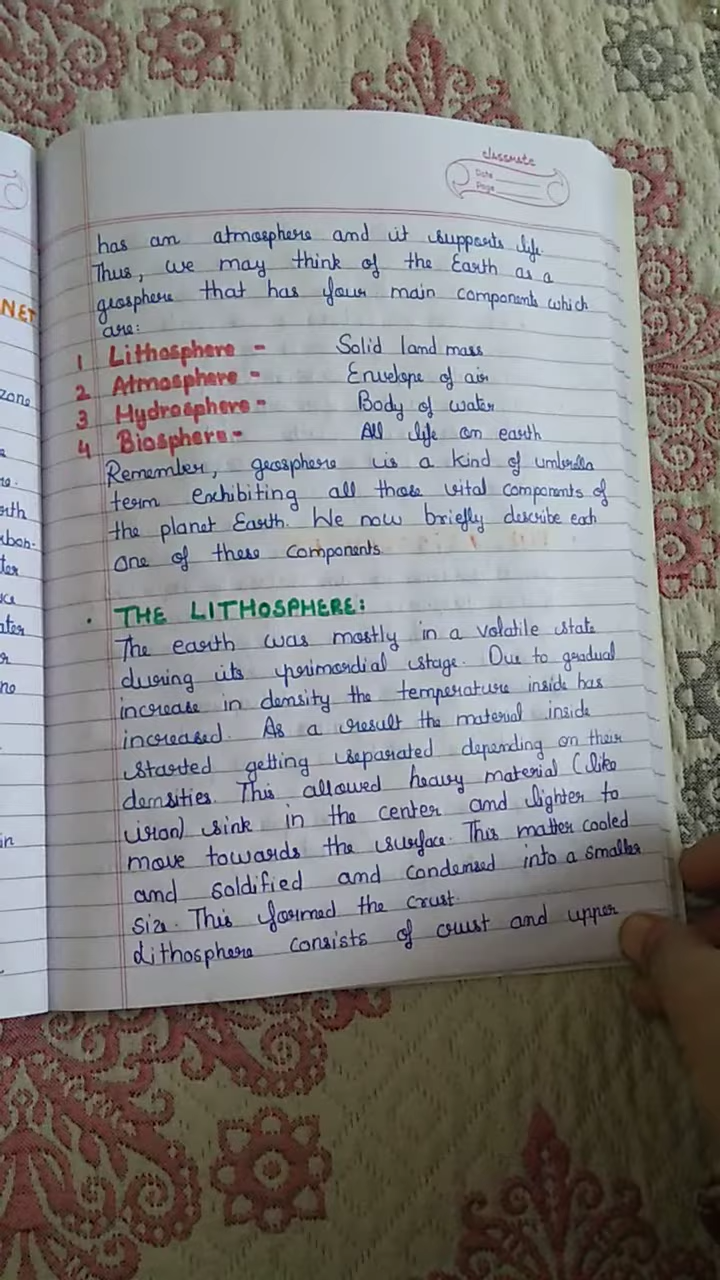 classmate
Date
Page
has an atmosphere and it supports life.
Thus, we may think of the Earth as a
geosphere that has four main components which
are:
1 Lithosphere - Solid land mass
2 Atmosphere - Envelope of air
3 Hydrosphere - Body of water
4 Biosphere - All life on earth
Remember, geosphere is a kind of umbrella
term exhibiting all those vital components of
the planet Earth. We now briefly describe each
one of these components
• THE LITHOSPHERE:
The earth was mostly in a volatile state
during its primordial stage. Due to gradual
increase in density the temperature inside has
increased. As a result the material inside
started getting separated depending on their
densities. This allowed heavy material (like
iron) sink in the center and lighter to
move towards the surface. This matter cooled
and soldified and condensed into a smaller
size. This formed the crust.
Lithosphere consists of crust and upper
NET
zone